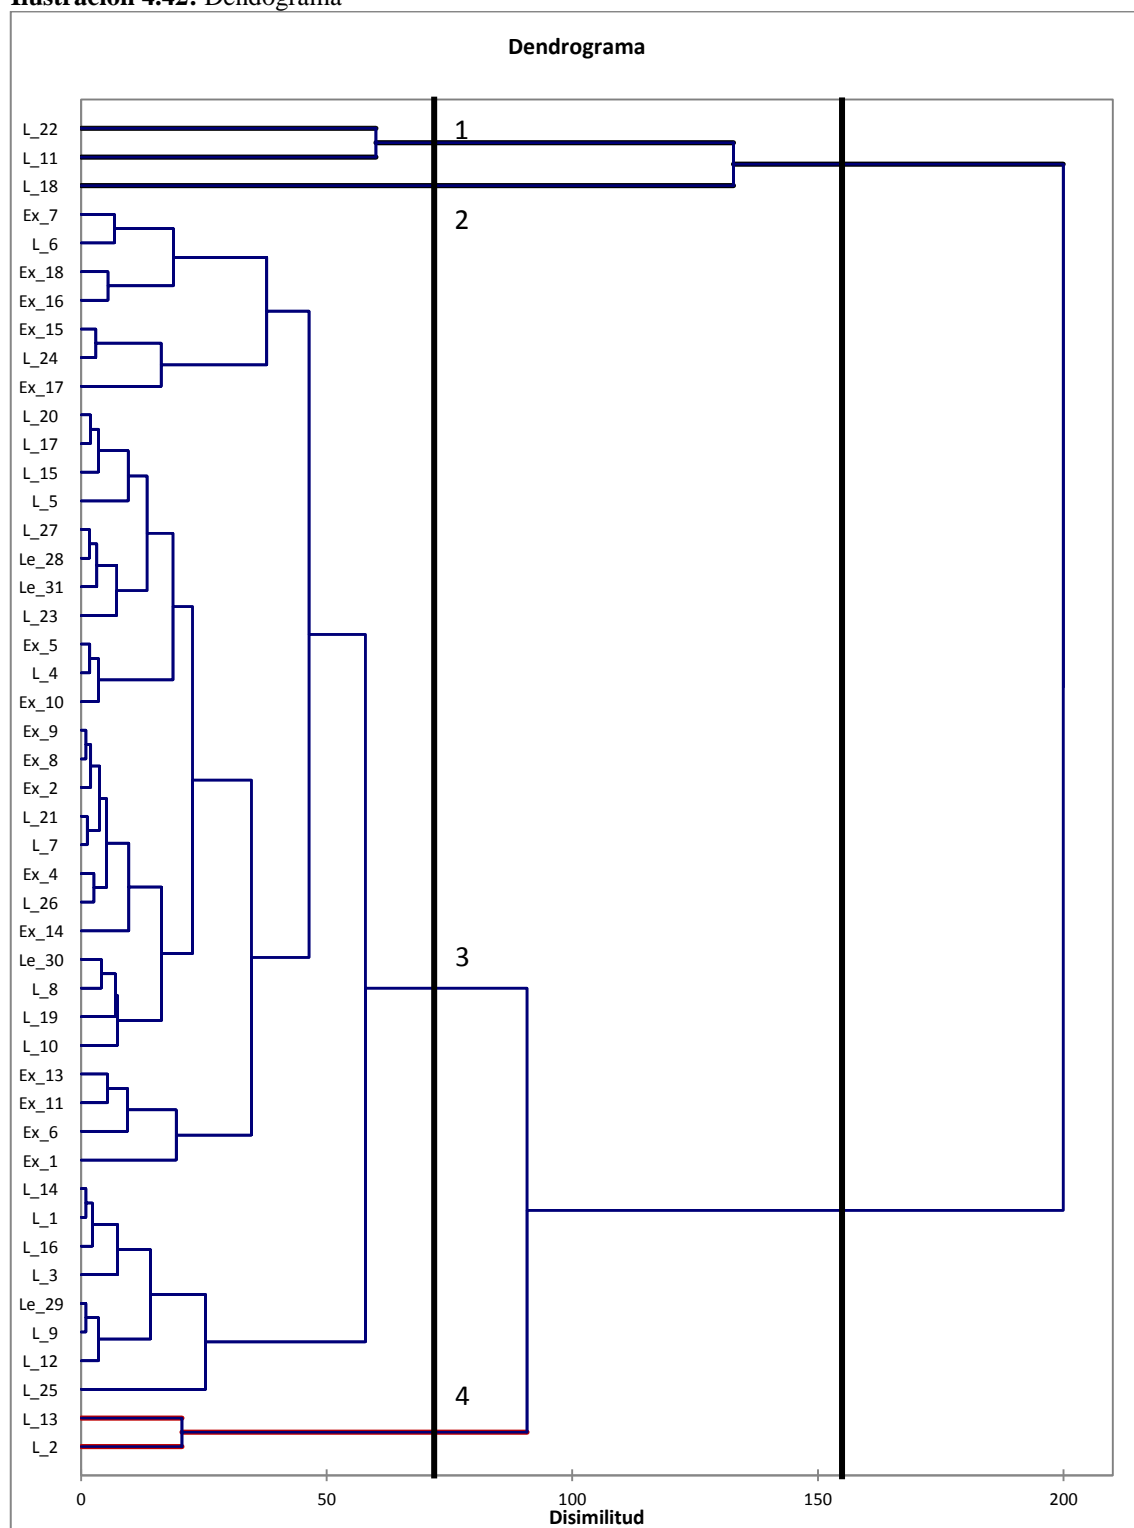 Ilustración 4.42: Dendograma
Dendrograma
L_22
1
L_11
L_18
Ex_7
2
L_6
Ex_18
Ex_16
Ex_15
L_24
Ex_17
L_20
L_17
L_15
L_5
L_27
Le_28
Le_31
L_23
Ex_5
L_4
Ex_10
Ex_9
Ex_8
Ex_2
L_21
L_7
Ex_4
L_26
Ex_14
Le_30
3
L_8
L_19
L_10
Ex_13
Ex_11
Ex_6
Ex_1
L_14
L_1
L_16
L_3
Le_29
L_9
L_12
L_25
4
L_13
L_2
0 50 100 150 200
Disimilitud